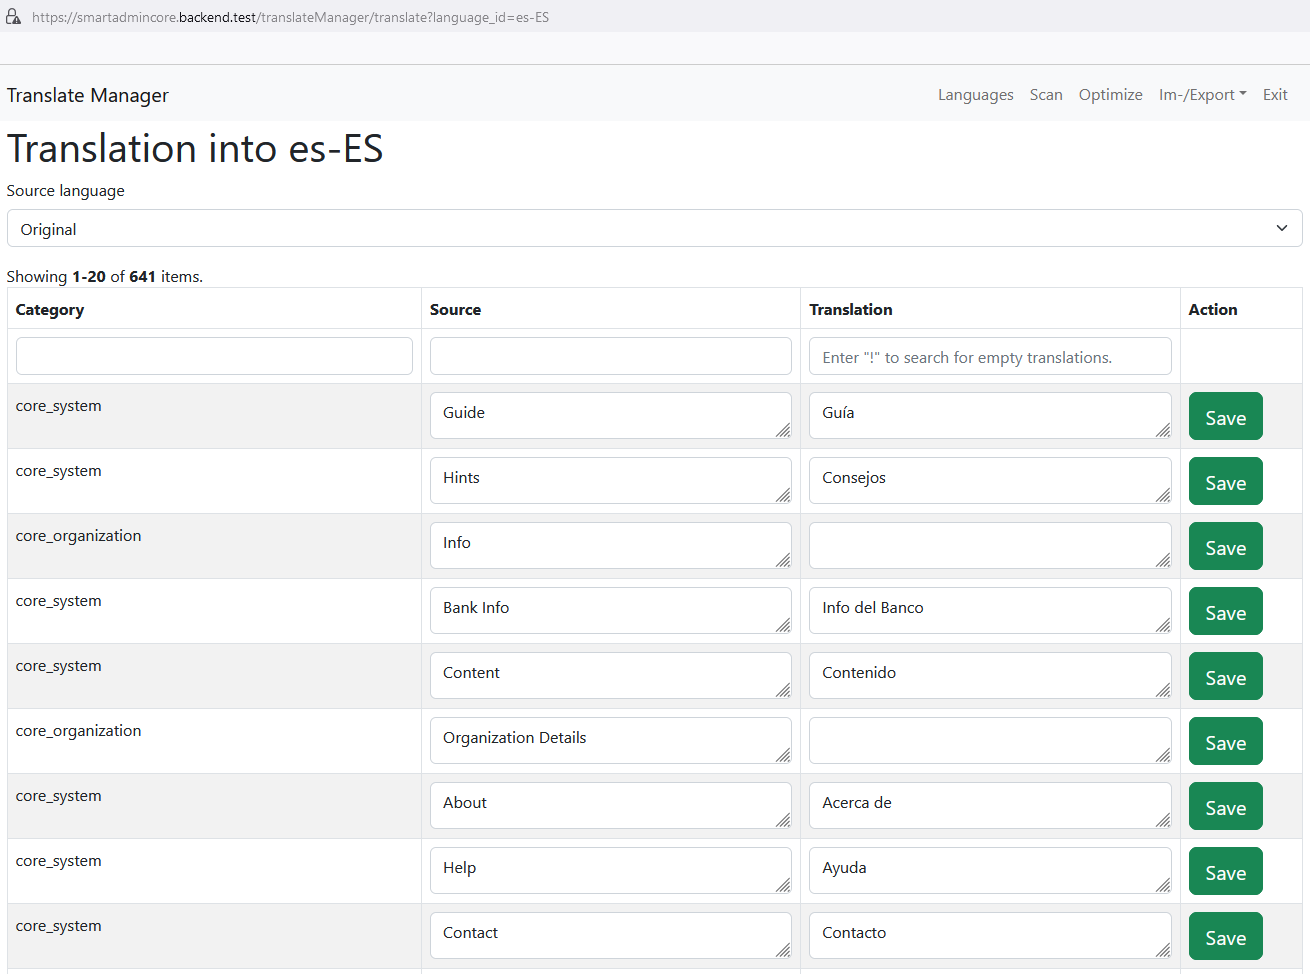 https://smartadmincore.backend.test/translateManager/translate?language_id=es-ES
Translate Manager Languages Scan Optimize Im-/Export Exit
Translation into es-ES
Source language
Original
Showing 1-20 of 641 items.
Category Source Translation Action
Enter "!" to search for empty translations.
core_system Guide Guía Save
core_system Hints Consejos Save
core_organization Info Save
core_system Bank Info Info del Banco Save
core_system Content Contenido Save
core_organization Organization Details Save
core_system About Acerca de Save
core_system Help Ayuda Save
core_system Contact Contacto Save